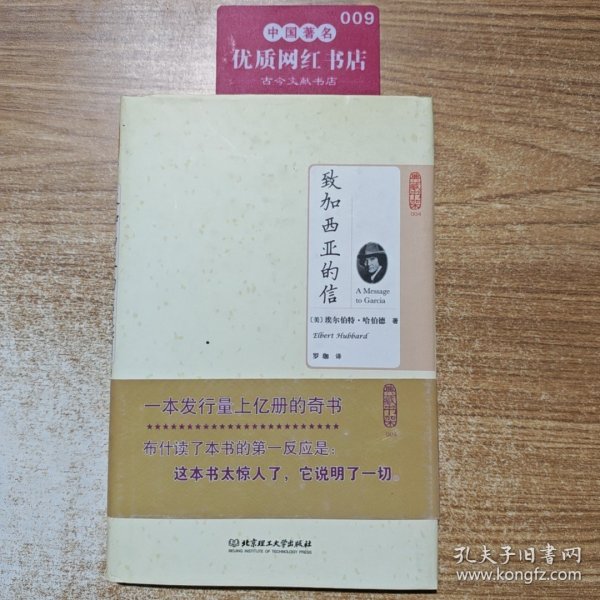 009
中国著名
优质网红书店
古今文献书店
致加西亚的信
A Message
to Garcia
〔美〕埃尔伯特·哈伯德 著
Elbert Hubbard
罗珈 译
004
一本发行量上亿册的奇书
★★★★★★★★★★★★★★★★★★★★★★★★
布什读了本书的第一反应是：
这本书太惊人了，它说明了一切。
004
北京理工大学出版社
BEIJING INSTITUTE OF TECHNOLOGY PRESS
孔夫子旧书网
www.kongfz.com